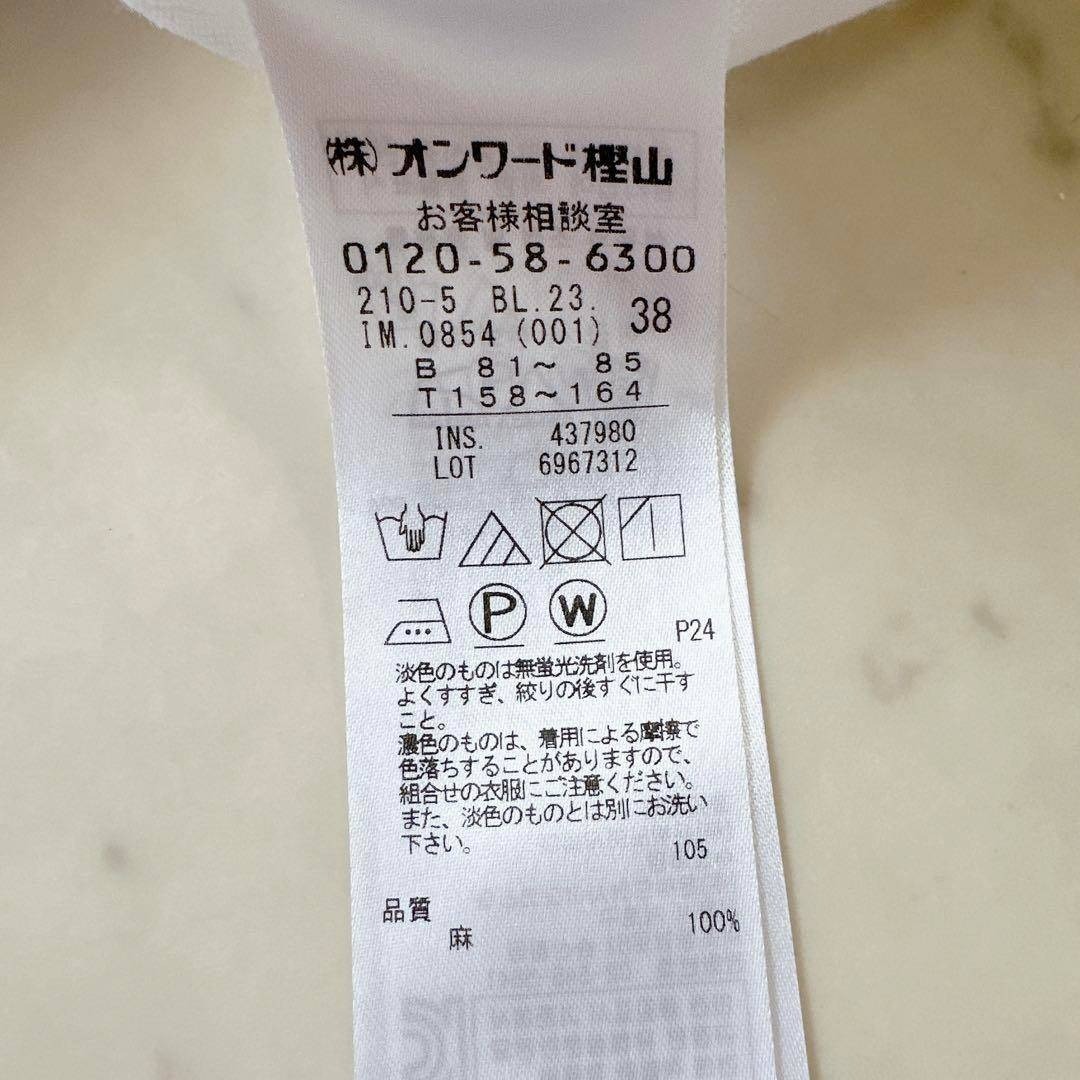 (株)オンワード樫山
お客様相談室
0120-58-6300
210-5 BL.23.
IM.0854 (001) 38
B 81～ 85
T158～164
INS. 437980
LOT 6967312
P W
P24
淡色のものは無蛍光洗剤を使用。
よくすすぎ、絞りの後すぐに干す
こと。
濃色のものは、着用による摩擦で
色落ちすることがありますので、
組合せの衣服にご注意ください。
また、淡色のものとは別にお洗い
下さい。
105
品質
麻 100%